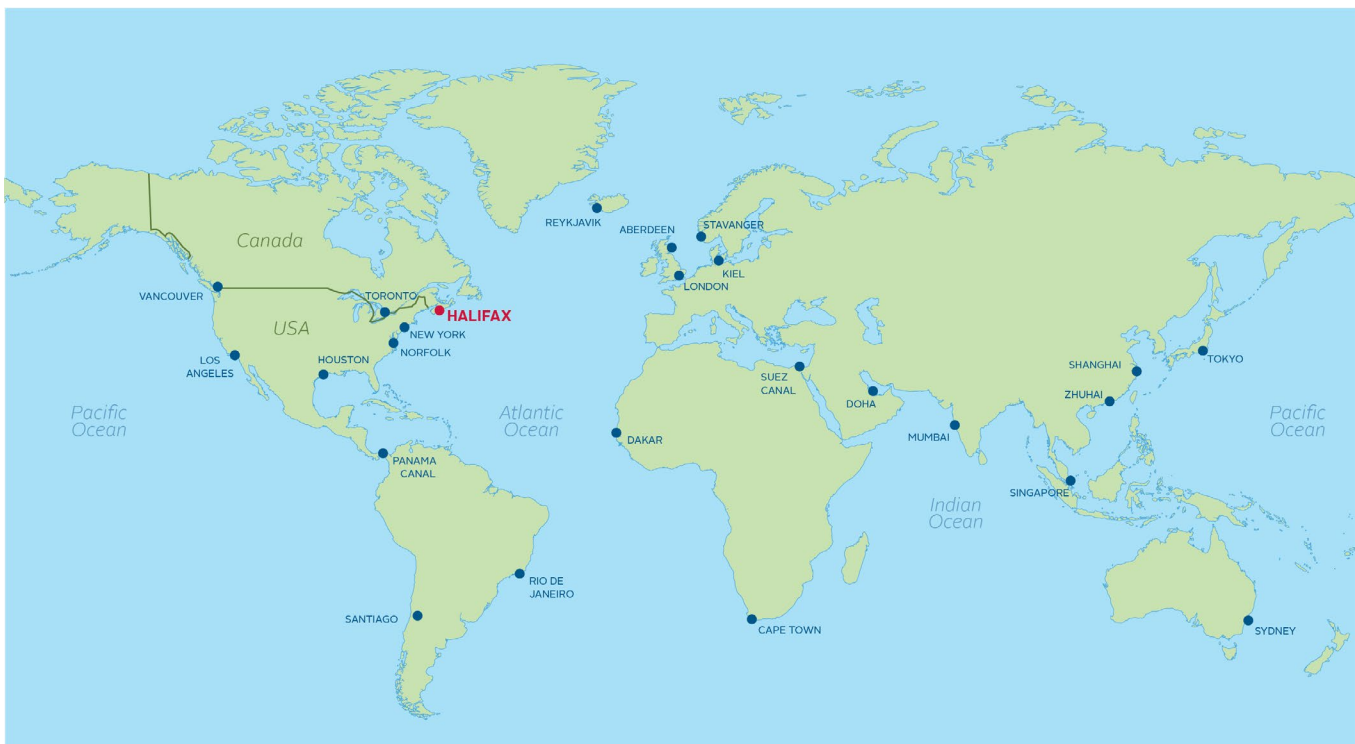 REYKJAVIK
ABERDEEN
STAVANGER
Canada
KIEL
LONDON
VANCOUVER
TORONTO
HALIFAX
USA
NEW YORK
NORFOLK
LOS
ANGELES
HOUSTON
SUEZ
CANAL
DOHA
SHANGHAI
TOKYO
ZHUHAI
Pacific
Ocean
Atlantic
Ocean
DAKAR
MUMBAI
Pacific
Ocean
PANAMA
CANAL
SINGAPORE
Indian
Ocean
RIO DE
JANEIRO
SANTIAGO
CAPE TOWN
SYDNEY